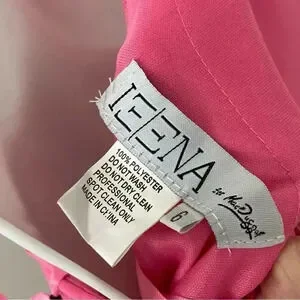 IEENA
for Mac Duggal
6
100% POLYESTER
DO NOT WASH
DO NOT DRY CLEAN
PROFESSIONAL
SPOT CLEAN ONLY
MADE IN CHINA